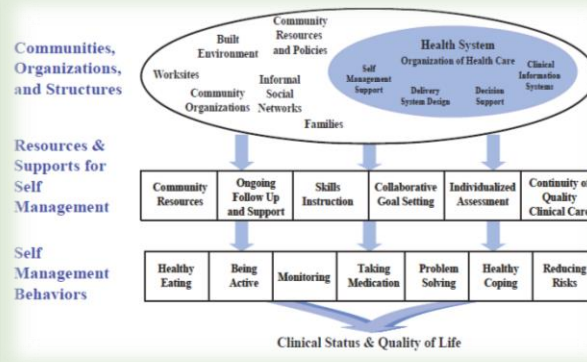 Communities,
Organizations,
and Structures
Community
Resources
and Policies
Built
Environment
Worksites
Community
Organizations
Informal
Social
Networks
Families
Health System
Organization of Health Care
Self
Management
Support
Delivery
System Design
Decision
Support
Clinical
Information
Systems
Resources &
Supports for
Self
Management
Community
Resources
Ongoing
Follow Up
and Support
Skills
Instruction
Collaborative
Goal Setting
Individualized
Assessment
Continuity of
Quality
Clinical Care
Self
Management
Behaviors
Healthy
Eating
Being
Active
Monitoring
Taking
Medication
Problem
Solving
Healthy
Coping
Reducing
Risks
Clinical Status & Quality of Life